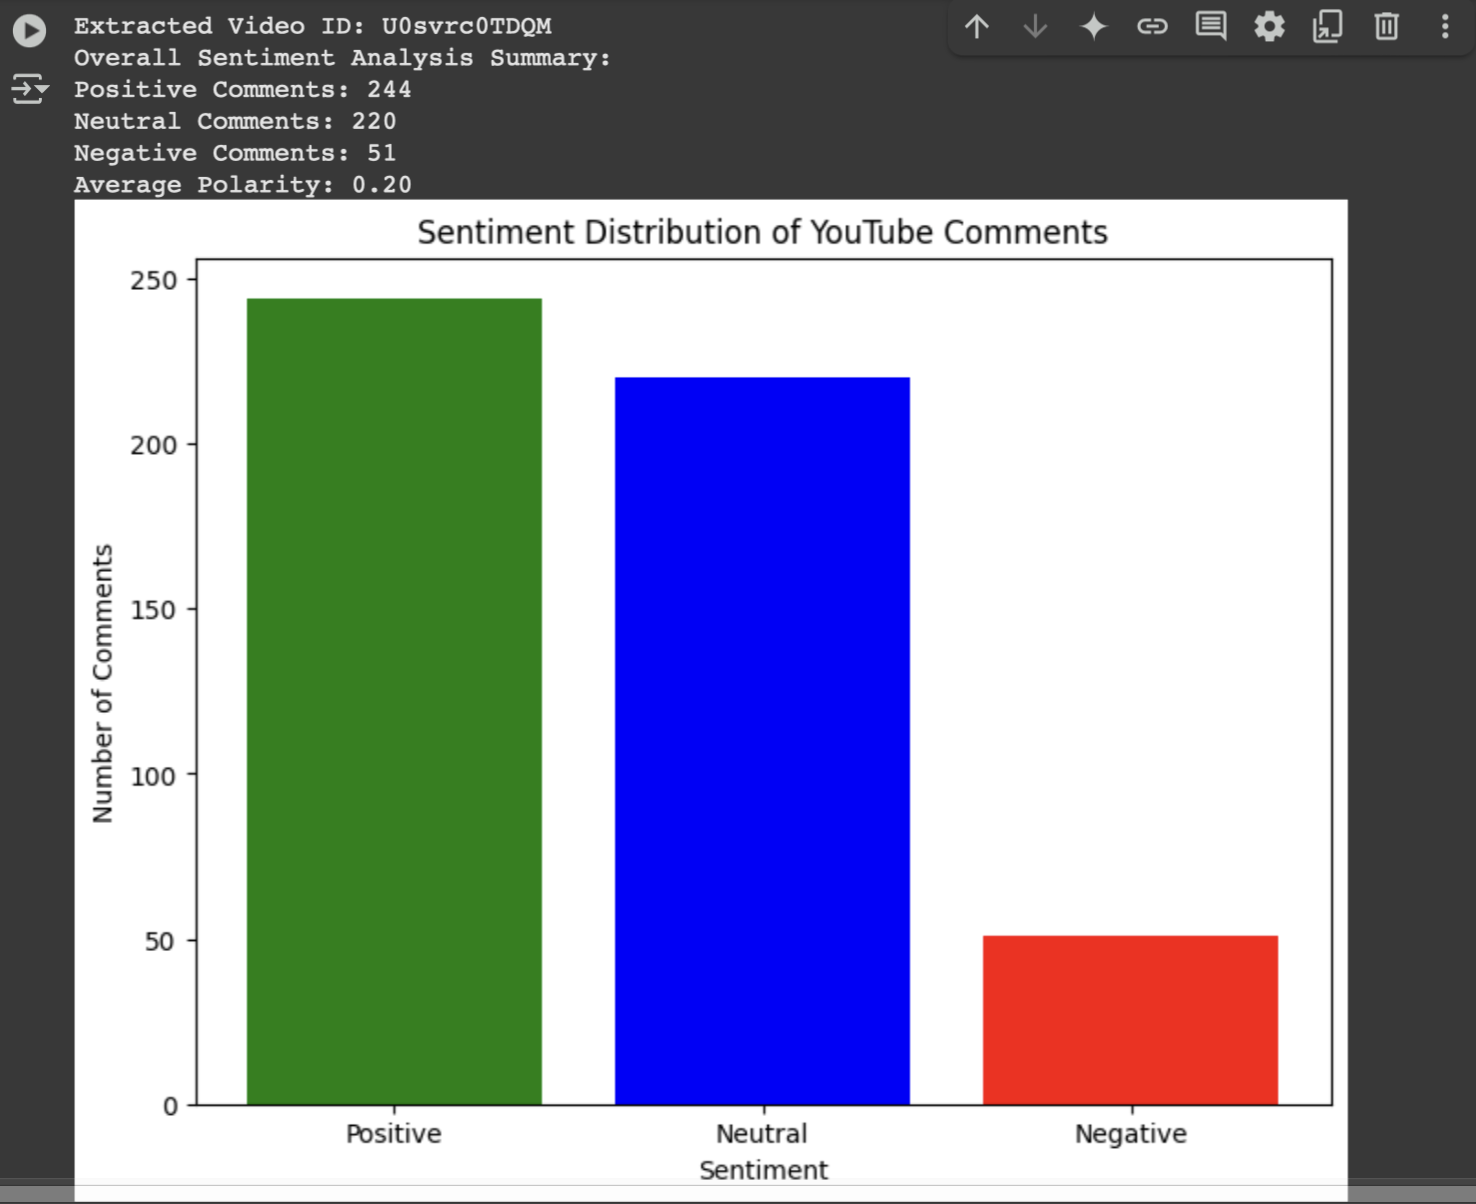 Extracted Video ID: U0svrc0TDQM
Overall Sentiment Analysis Summary:
Positive Comments: 244
Neutral Comments: 220
Negative Comments: 51
Average Polarity: 0.20
Sentiment Distribution of YouTube Comments
250
200
150
100
50
0
Number of Comments
Positive Neutral Negative
Sentiment